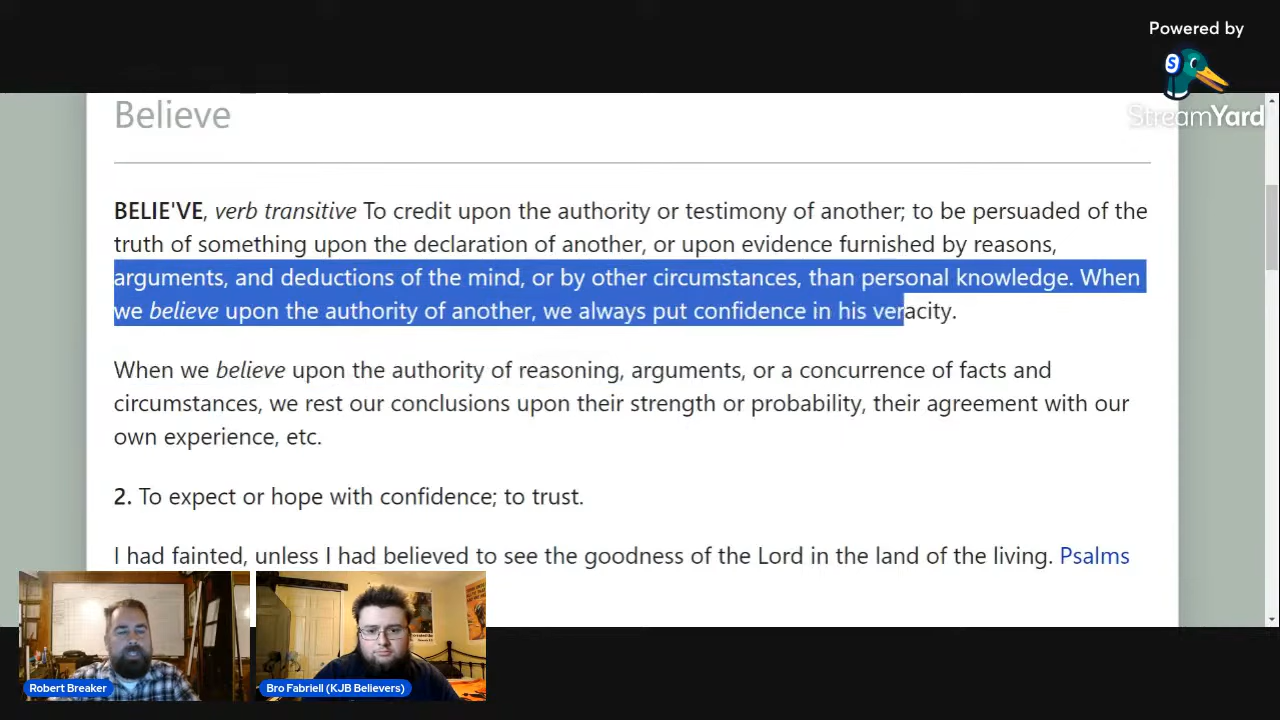 Powered by
S
StreamYard
Believe
BELIE'VE, verb transitive To credit upon the authority or testimony of another; to be persuaded of the
truth of something upon the declaration of another, or upon evidence furnished by reasons,
arguments, and deductions of the mind, or by other circumstances, than personal knowledge. When
we believe upon the authority of another, we always put confidence in his veracity.
When we believe upon the authority of reasoning, arguments, or a concurrence of facts and
circumstances, we rest our conclusions upon their strength or probability, their agreement with our
own experience, etc.
2. To expect or hope with confidence; to trust.
I had fainted, unless I had believed to see the goodness of the Lord in the land of the living. Psalms
Robert Breaker
Bro Fabriell (KJB Believers)